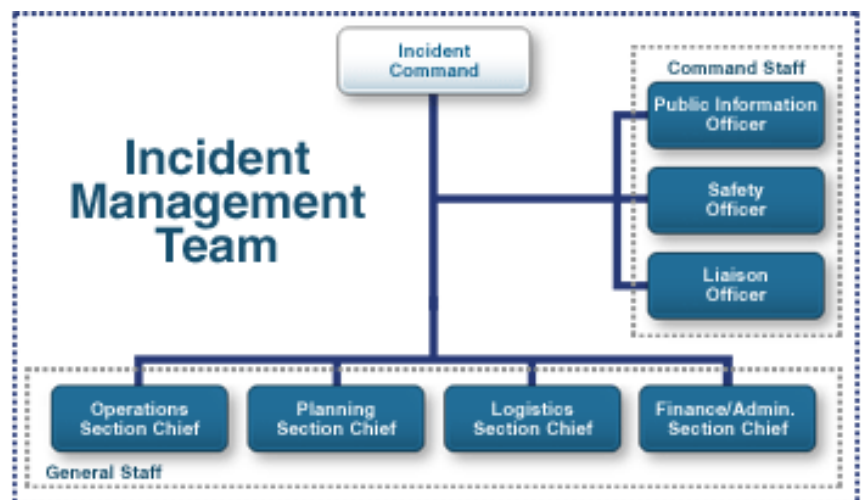 Incident
Command
Command Staff
Public Information
Officer
Incident
Management
Team
Safety
Officer
Liaison
Officer
Operations
Section Chief
Planning
Section Chief
Logistics
Section Chief
Finance/Admin.
Section Chief
General Staff